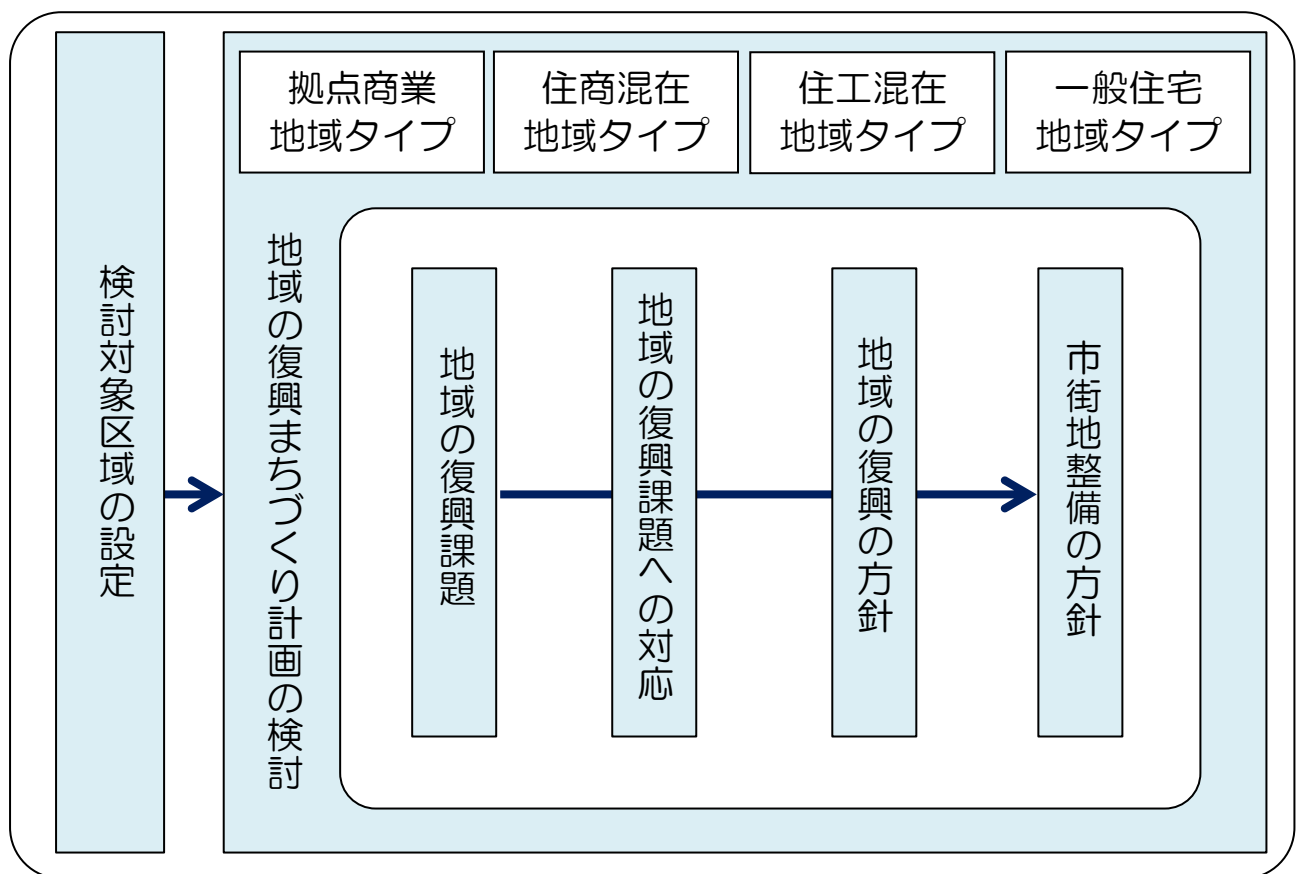 検討対象区域の設定
拠点商業
地域タイプ
住商混在
地域タイプ
住工混在
地域タイプ
一般住宅
地域タイプ
地域の復興まちづくり計画の検討
地域の復興課題
地域の復興課題への対応
地域の復興の方針
市街地整備の方針